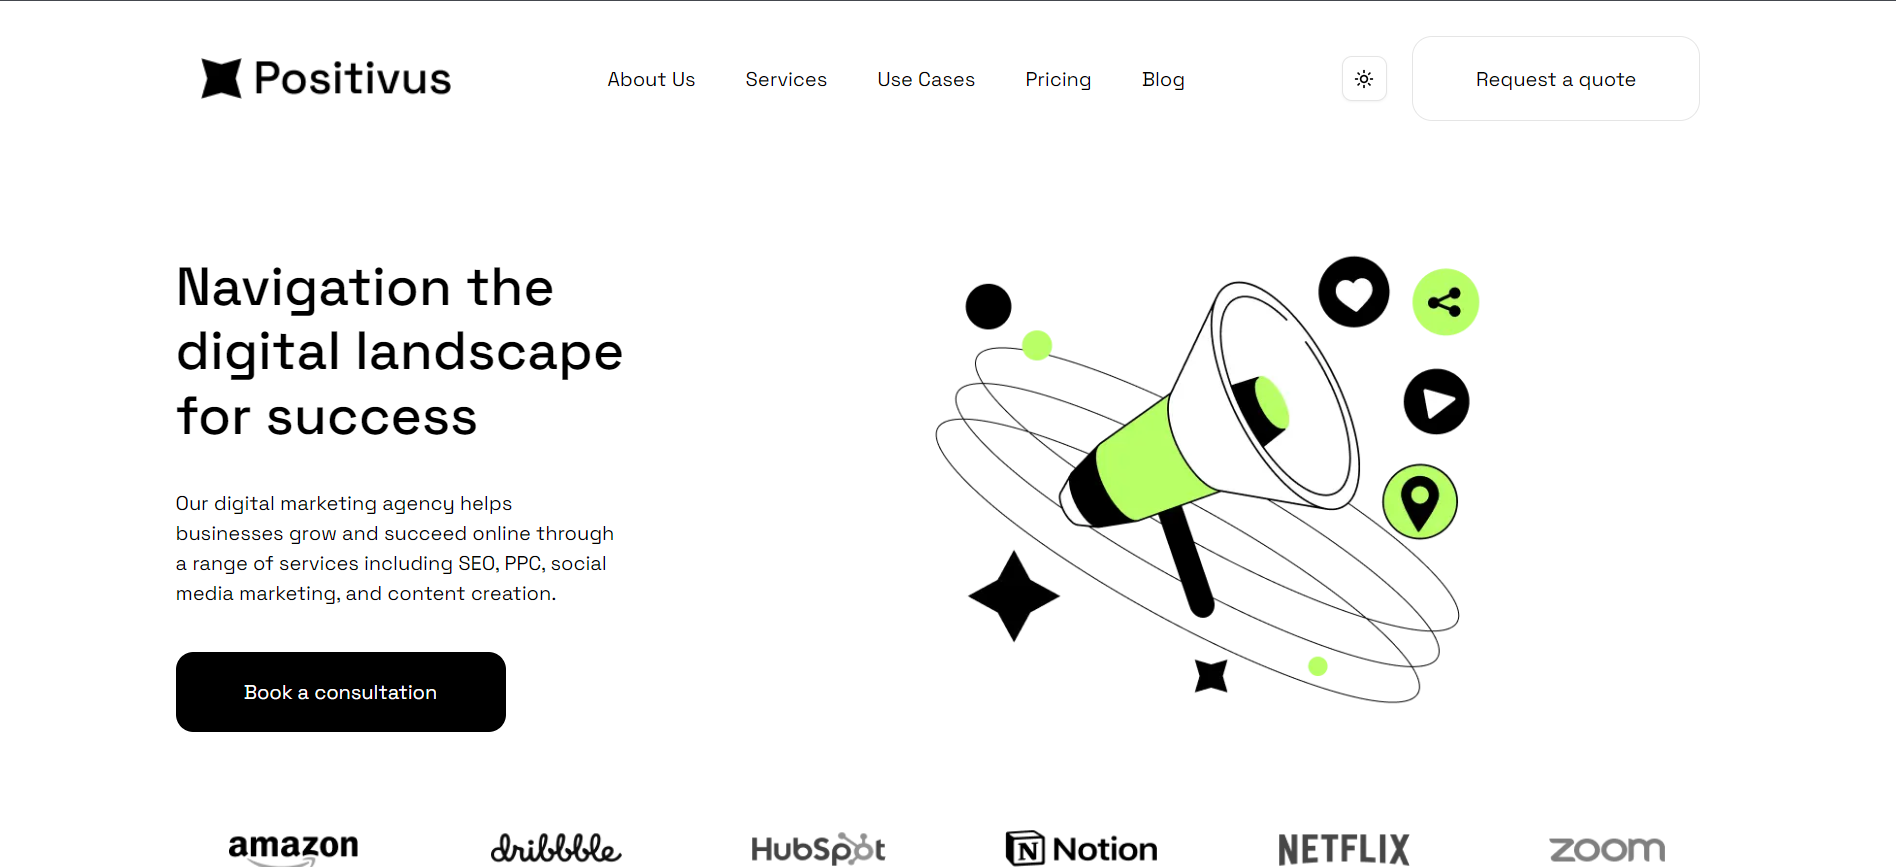 Positivus
About Us
Services
Use Cases
Pricing
Blog
Request a quote
Navigation the
digital landscape
for success
Our digital marketing agency helps
businesses grow and succeed online through
a range of services including SEO, PPC, social
media marketing, and content creation.
Book a consultation
amazon
dribbble
HubSpot
Notion
NETFLIX
zoom